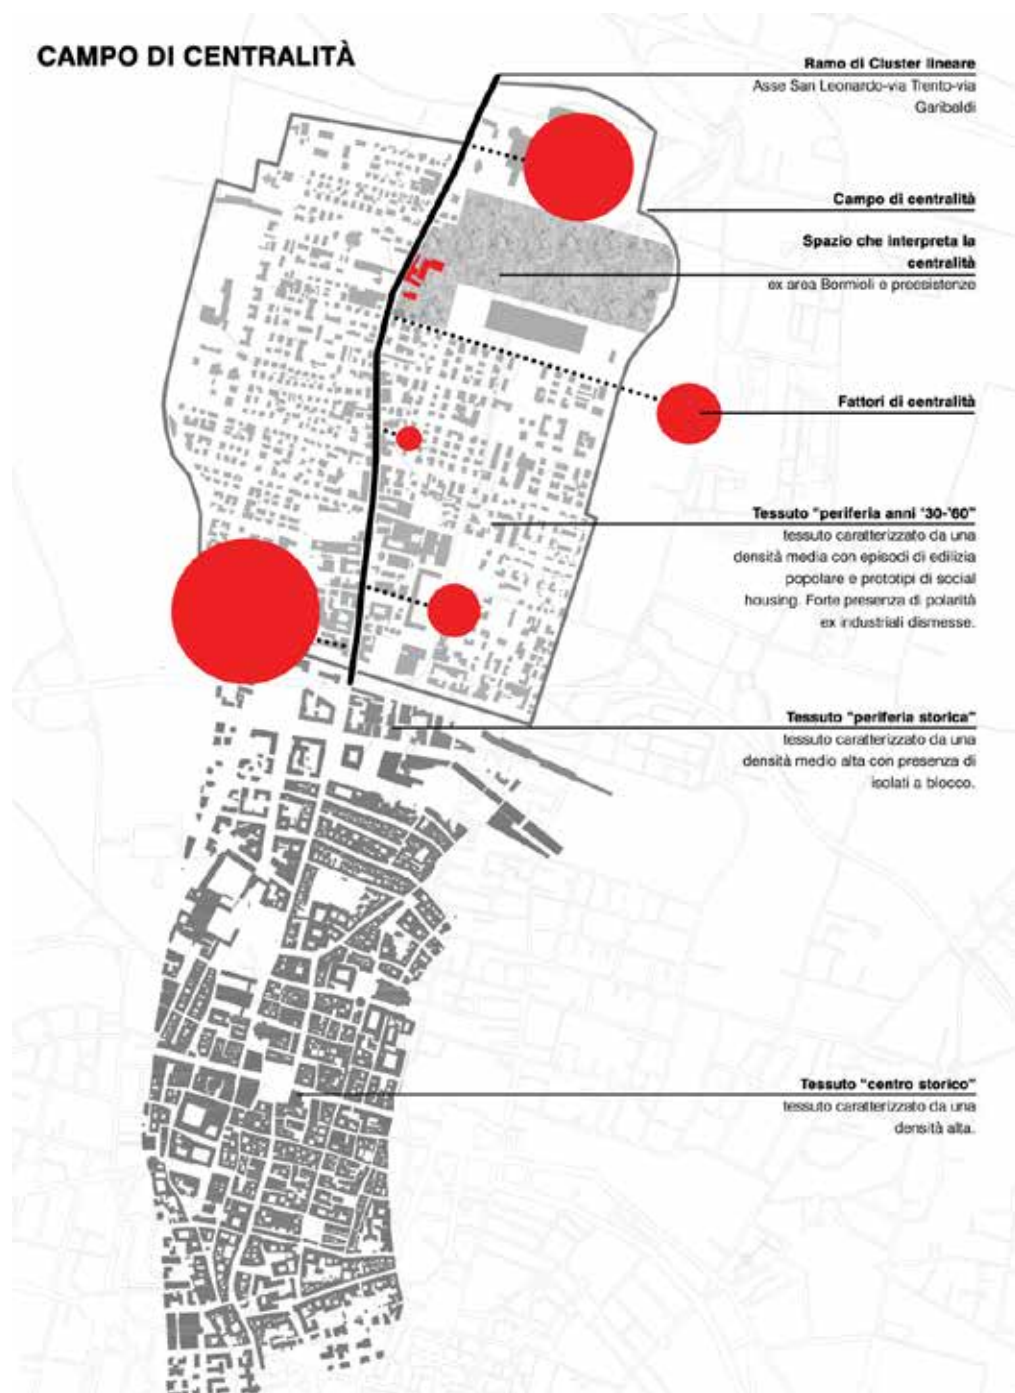 CAMPO DI CENTRALITÀ
Ramo di Cluster lineare
Asse San Leonardo-via Trento-via
Garibaldi
Campo di centralità
Spazio che interpreta la
centralità
ex area Bormioli e preesistenze
Fattori di centralità
Tessuto "periferia anni '30-'60"
tessuto caratterizzato da una
densità media con episodi di edilizia
popolare e prototipi di social
housing. Forte presenza di polarità
ex industriali dismesse.
Tessuto "periferia storica"
tessuto caratterizzato da una
densità medio alta con presenza di
isolati a blocco.
Tessuto "centro storico"
tessuto caratterizzato da una
densità alta.